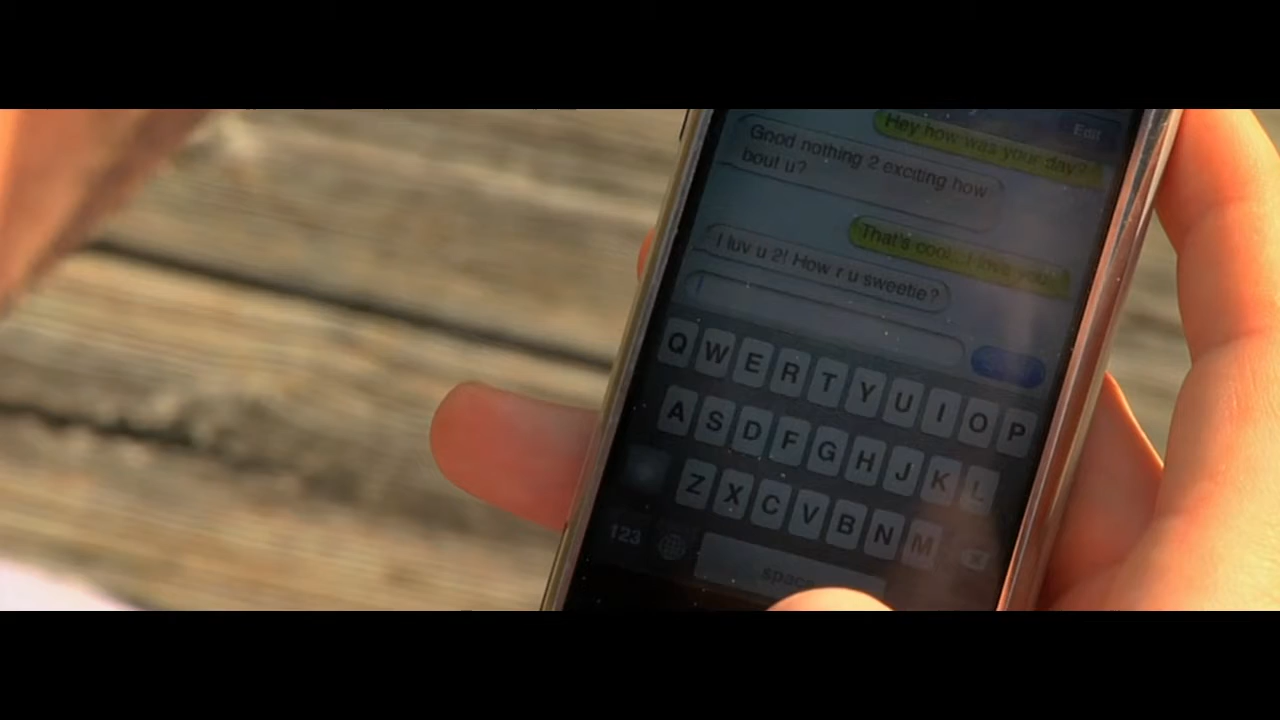 Edit
Hey how was your day?
Good nothing 2 exciting how
bout u?
That's cool. I love you!
I luv u 2! How r u sweetie?
Q W E R T Y U I O P
A S D F G H J K L
Z X C V B N M
123 space